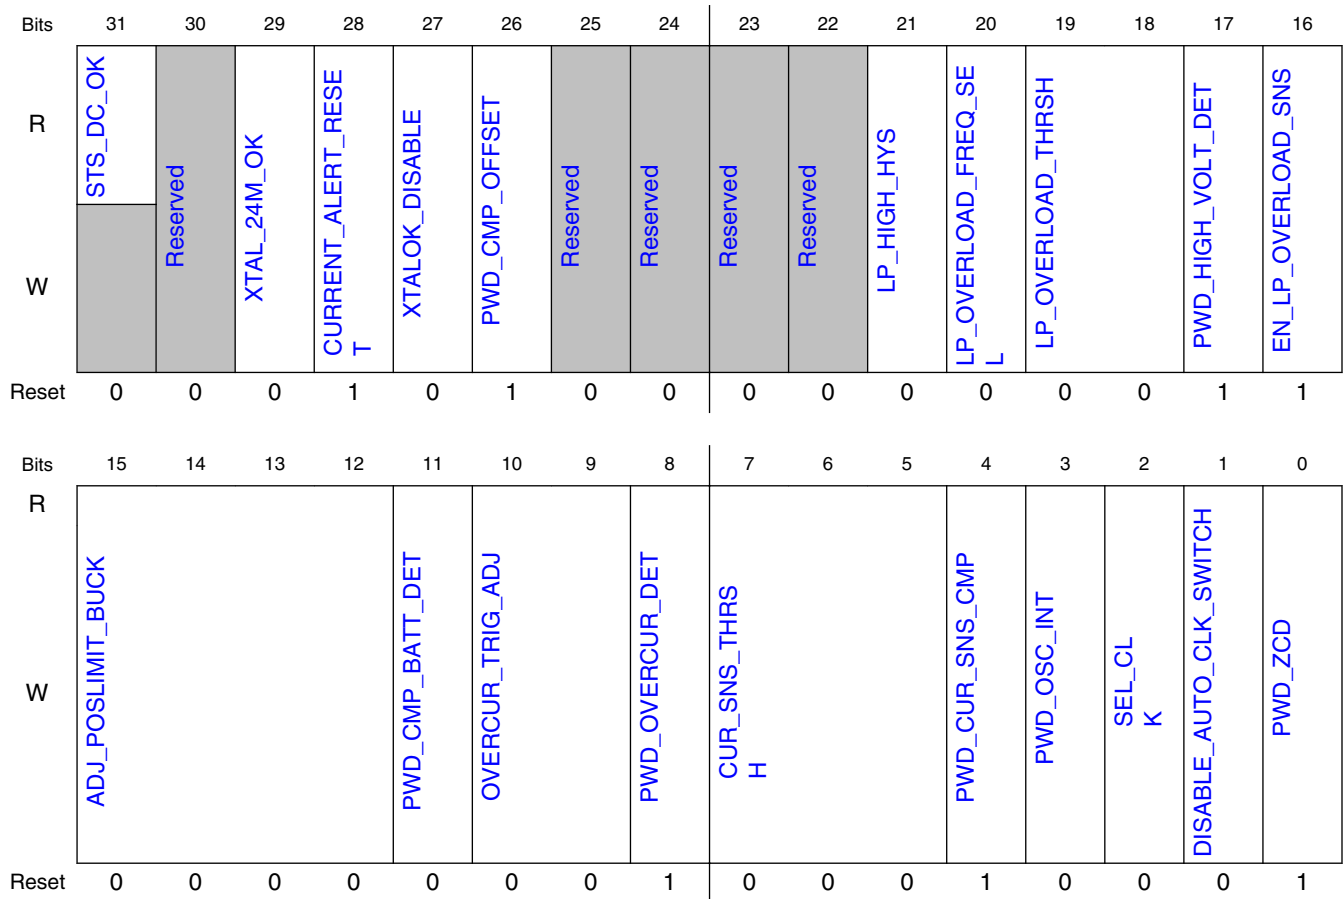 Bits 31 30 29 28 27 26 25 24 23 22 21 20 19 18 17 16
R
W
STS_DC_OK
Reserved
XTAL_24M_OK
CURRENT_ALERT_RESE
T
XTALOK_DISABLE
PWD_CMP_OFFSET
Reserved
Reserved
Reserved
Reserved
LP_HIGH_HYS
LP_OVERLOAD_FREQ_SE
L
LP_OVERLOAD_THRSH
PWD_HIGH_VOLT_DET
EN_LP_OVERLOAD_SNS
Reset 0 0 0 1 0 1 0 0 0 0 0 0 0 0 1 1
Bits 15 14 13 12 11 10 9 8 7 6 5 4 3 2 1 0
R
W
ADJ_POSLIMIT_BUCK
PWD_CMP_BATT_DET
OVERCUR_TRIG_ADJ
PWD_OVERCUR_DET
CUR_SNS_THRS
H
PWD_CUR_SNS_CMP
PWD_OSC_INT
SEL_CL
K
DISABLE_AUTO_CLK_SWITCH
PWD_ZCD
Reset 0 0 0 0 0 0 0 1 0 0 0 1 0 0 0 1